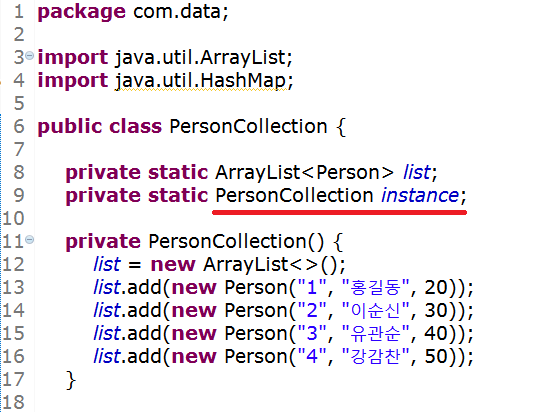 1 package com.data;
2
3 import java.util.ArrayList;
4 import java.util.HashMap;
5
6 public class PersonCollection {
7
8 private static ArrayList<Person> list;
9 private static PersonCollection instance;
10
11 private PersonCollection() {
12 list = new ArrayList<>();
13 list.add(new Person("1", "홍길동", 20));
14 list.add(new Person("2", "이순신", 30));
15 list.add(new Person("3", "유관순", 40));
16 list.add(new Person("4", "강감찬", 50));
17 }
18